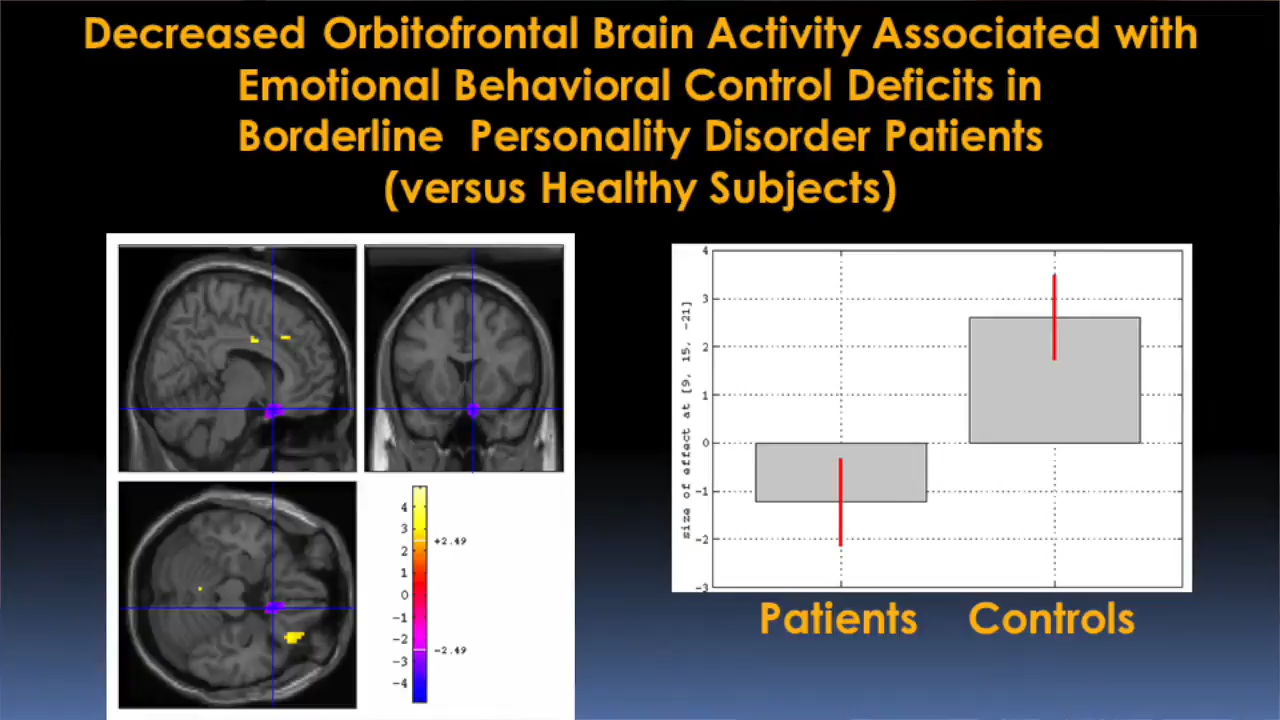 Decreased Orbitofrontal Brain Activity Associated with
Emotional Behavioral Control Deficits in
Borderline Personality Disorder Patients
(versus Healthy Subjects)
4
3
2
1
0
-1
-2
-3
-4
+2.49
-2.49
size of effect at [9, 15, -21]
4
3
2
1
0
-1
-2
-3
Patients
Controls